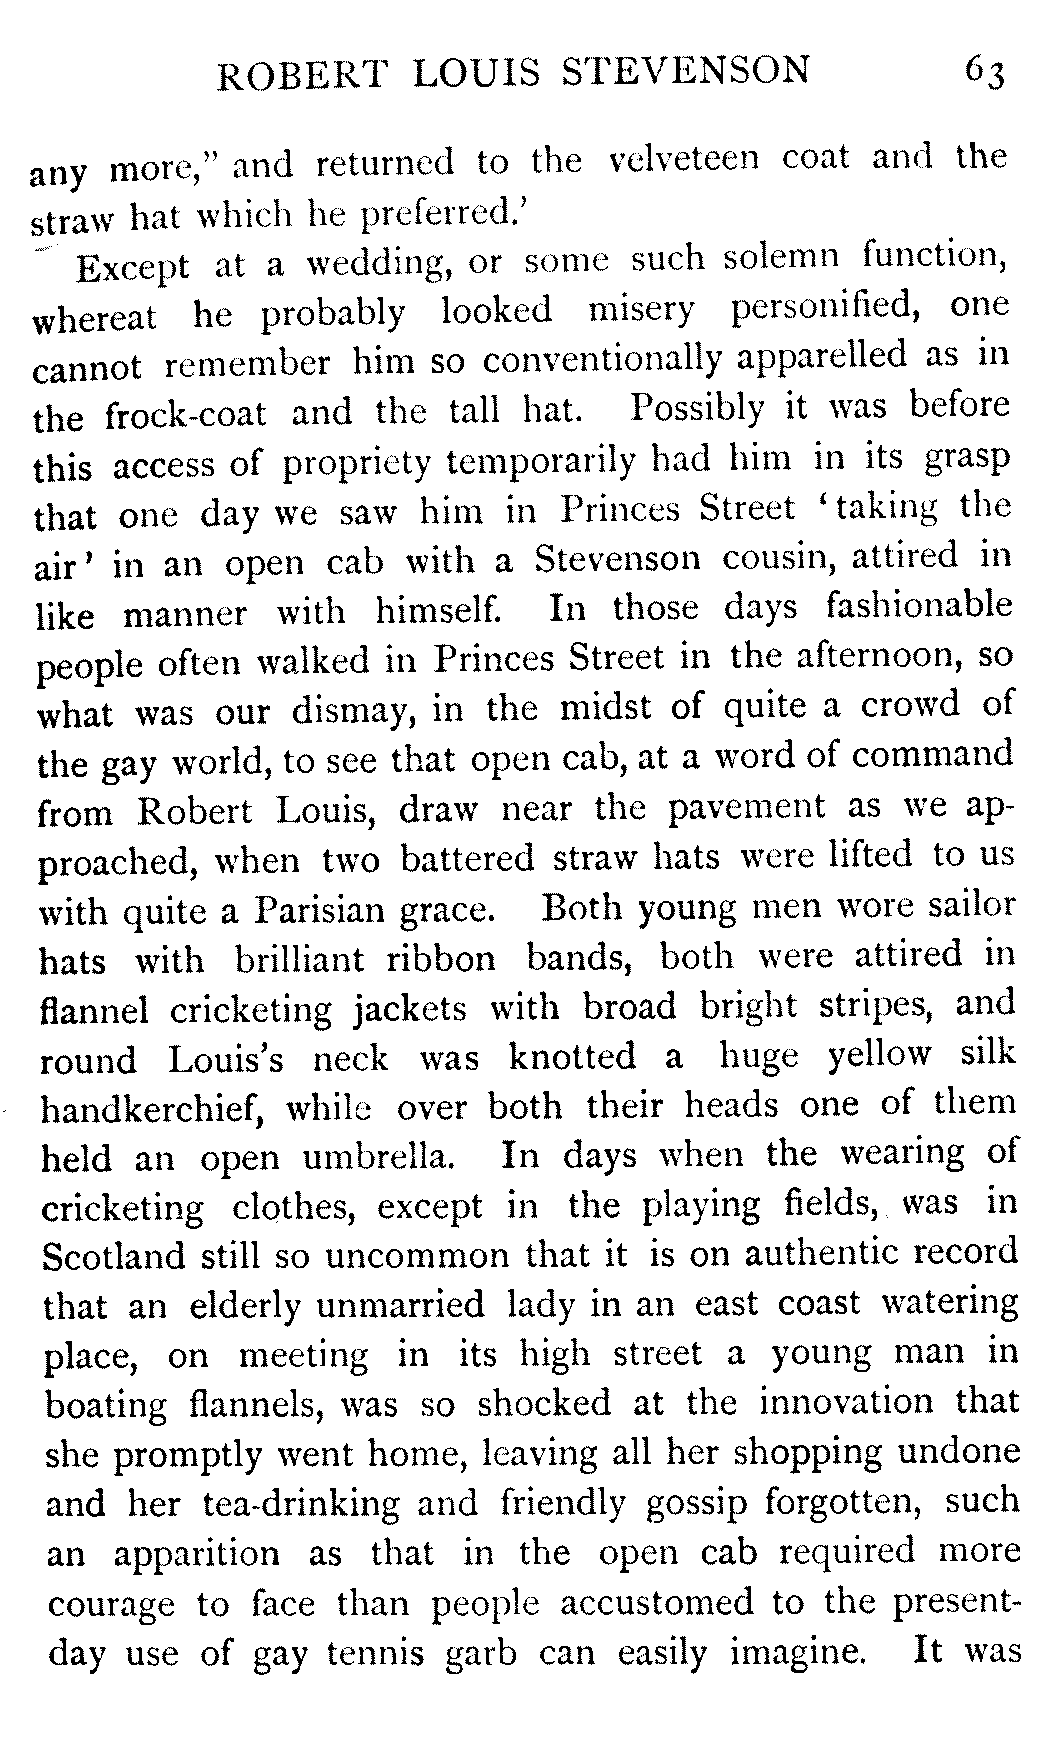 ROBERT LOUIS STEVENSON 63
any more," and returned to the velveteen coat and the
straw hat which he preferred.'
Except at a wedding, or some such solemn function,
whereat he probably looked misery personified, one
cannot remember him so conventionally apparelled as in
the frock-coat and the tall hat. Possibly it was before
this access of propriety temporarily had him in its grasp
that one day we saw him in Princes Street 'taking the
air' in an open cab with a Stevenson cousin, attired in
like manner with himself. In those days fashionable
people often walked in Princes Street in the afternoon, so
what was our dismay, in the midst of quite a crowd of
the gay world, to see that open cab, at a word of command
from Robert Louis, draw near the pavement as we ap-
proached, when two battered straw hats were lifted to us
with quite a Parisian grace. Both young men wore sailor
hats with brilliant ribbon bands, both were attired in
flannel cricketing jackets with broad bright stripes, and
round Louis's neck was knotted a huge yellow silk
handkerchief, while over both their heads one of them
held an open umbrella. In days when the wearing of
cricketing clothes, except in the playing fields, was in
Scotland still so uncommon that it is on authentic record
that an elderly unmarried lady in an east coast watering
place, on meeting in its high street a young man in
boating flannels, was so shocked at the innovation that
she promptly went home, leaving all her shopping undone
and her tea-drinking and friendly gossip forgotten, such
an apparition as that in the open cab required more
courage to face than people accustomed to the present-
day use of gay tennis garb can easily imagine. It was